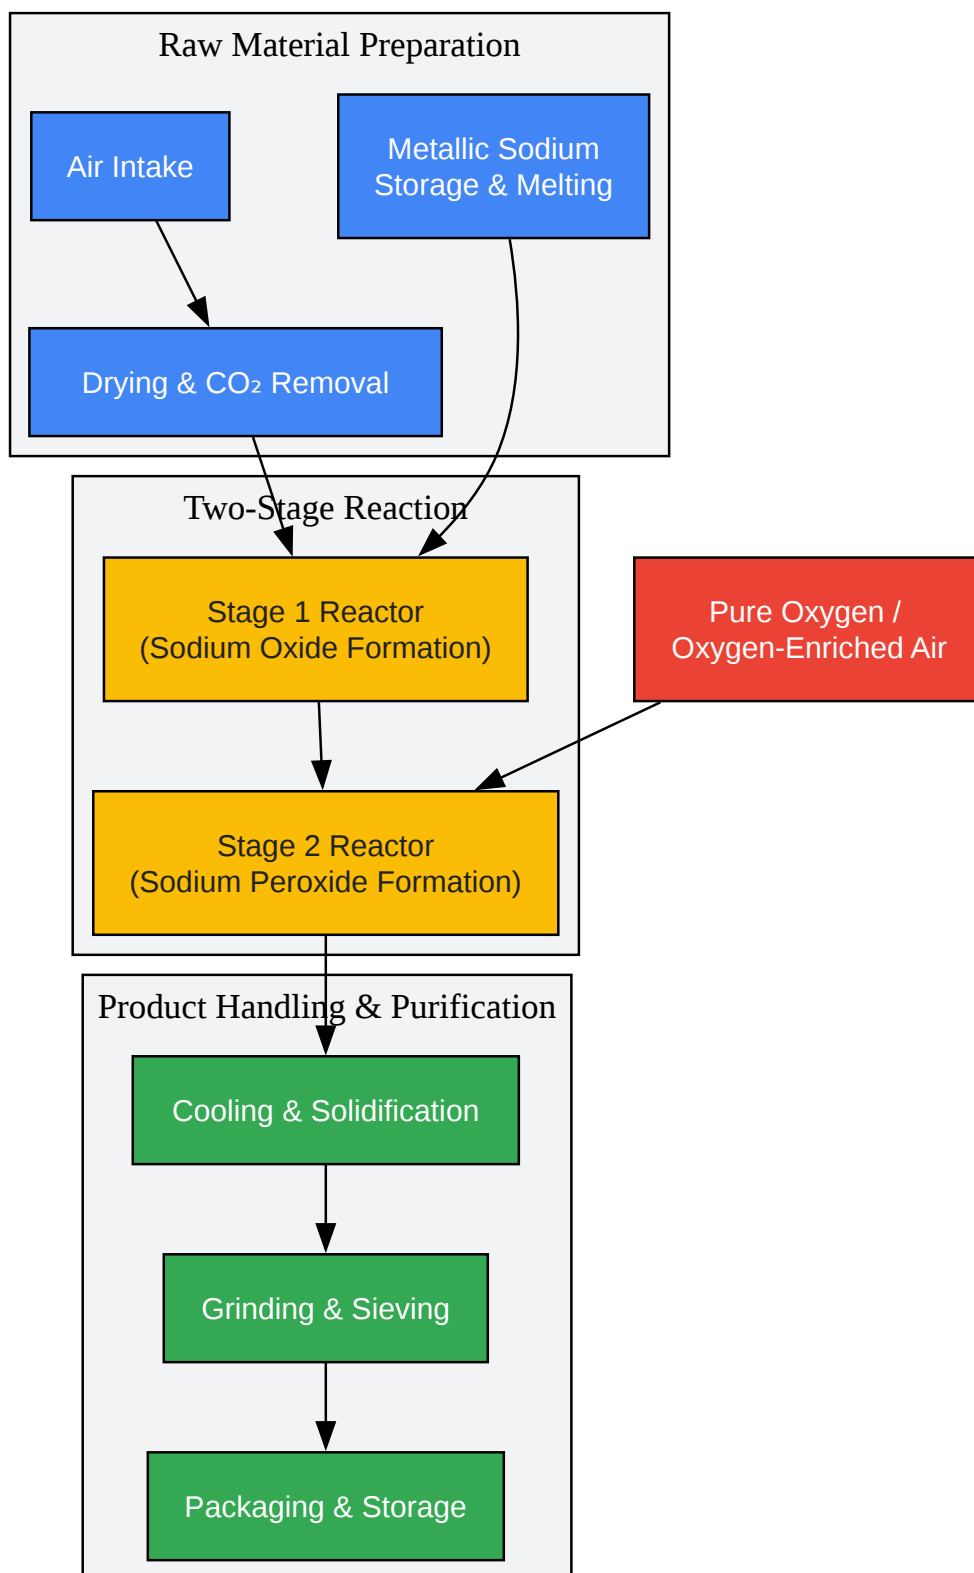 Raw Material Preparation
Air Intake
Metallic Sodium
Storage & Melting
Drying & CO₂ Removal
Two-Stage Reaction
Stage 1 Reactor
(Sodium Oxide Formation)
Pure Oxygen /
Oxygen-Enriched Air
Stage 2 Reactor
(Sodium Peroxide Formation)
Product Handling & Purification
Cooling & Solidification
Grinding & Sieving
Packaging & Storage